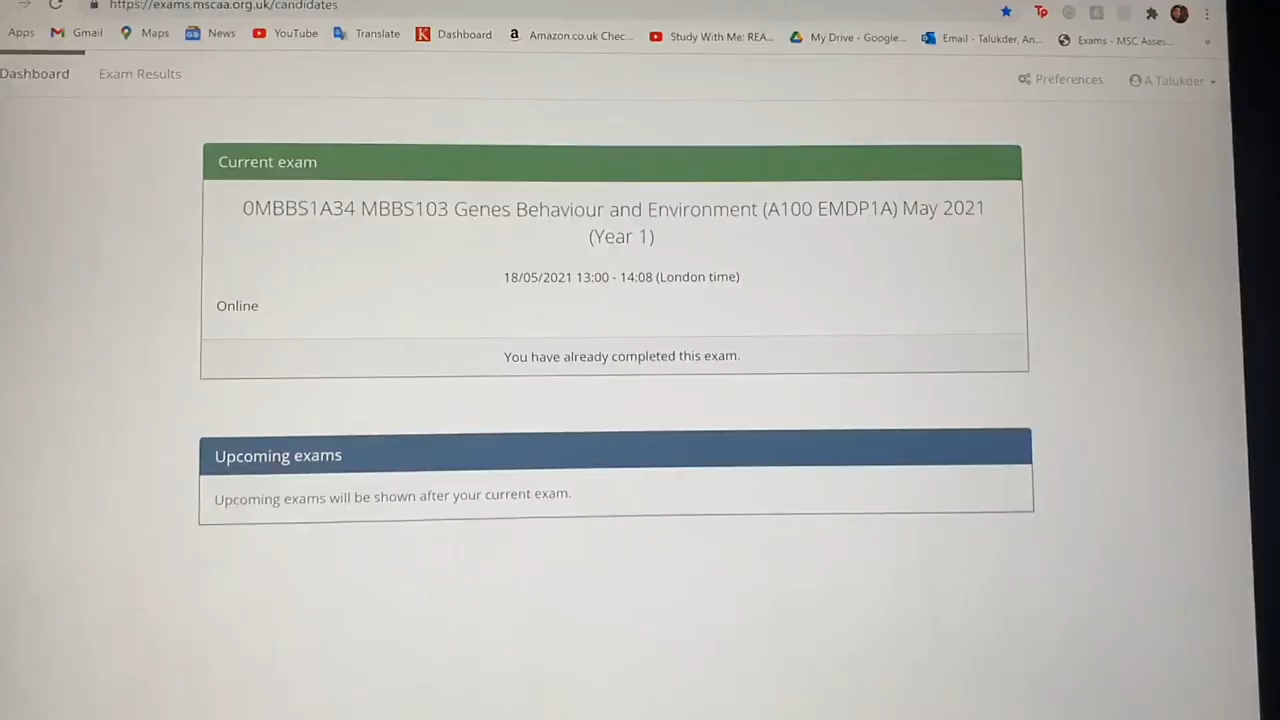 https://exams.mscaa.org.uk/candidates
Apps Gmail Maps News YouTube Translate Dashboard Amazon.co.uk Chec... Study With Me: REA... My Drive - Google... Email - Talukder, An... Exams - MSC Asses... »
Dashboard Exam Results Preferences A Talukder
Current exam
0MBBS1A34 MBBS103 Genes Behaviour and Environment (A100 EMDP1A) May 2021
(Year 1)
18/05/2021 13:00 - 14:08 (London time)
Online
You have already completed this exam.
Upcoming exams
Upcoming exams will be shown after your current exam.